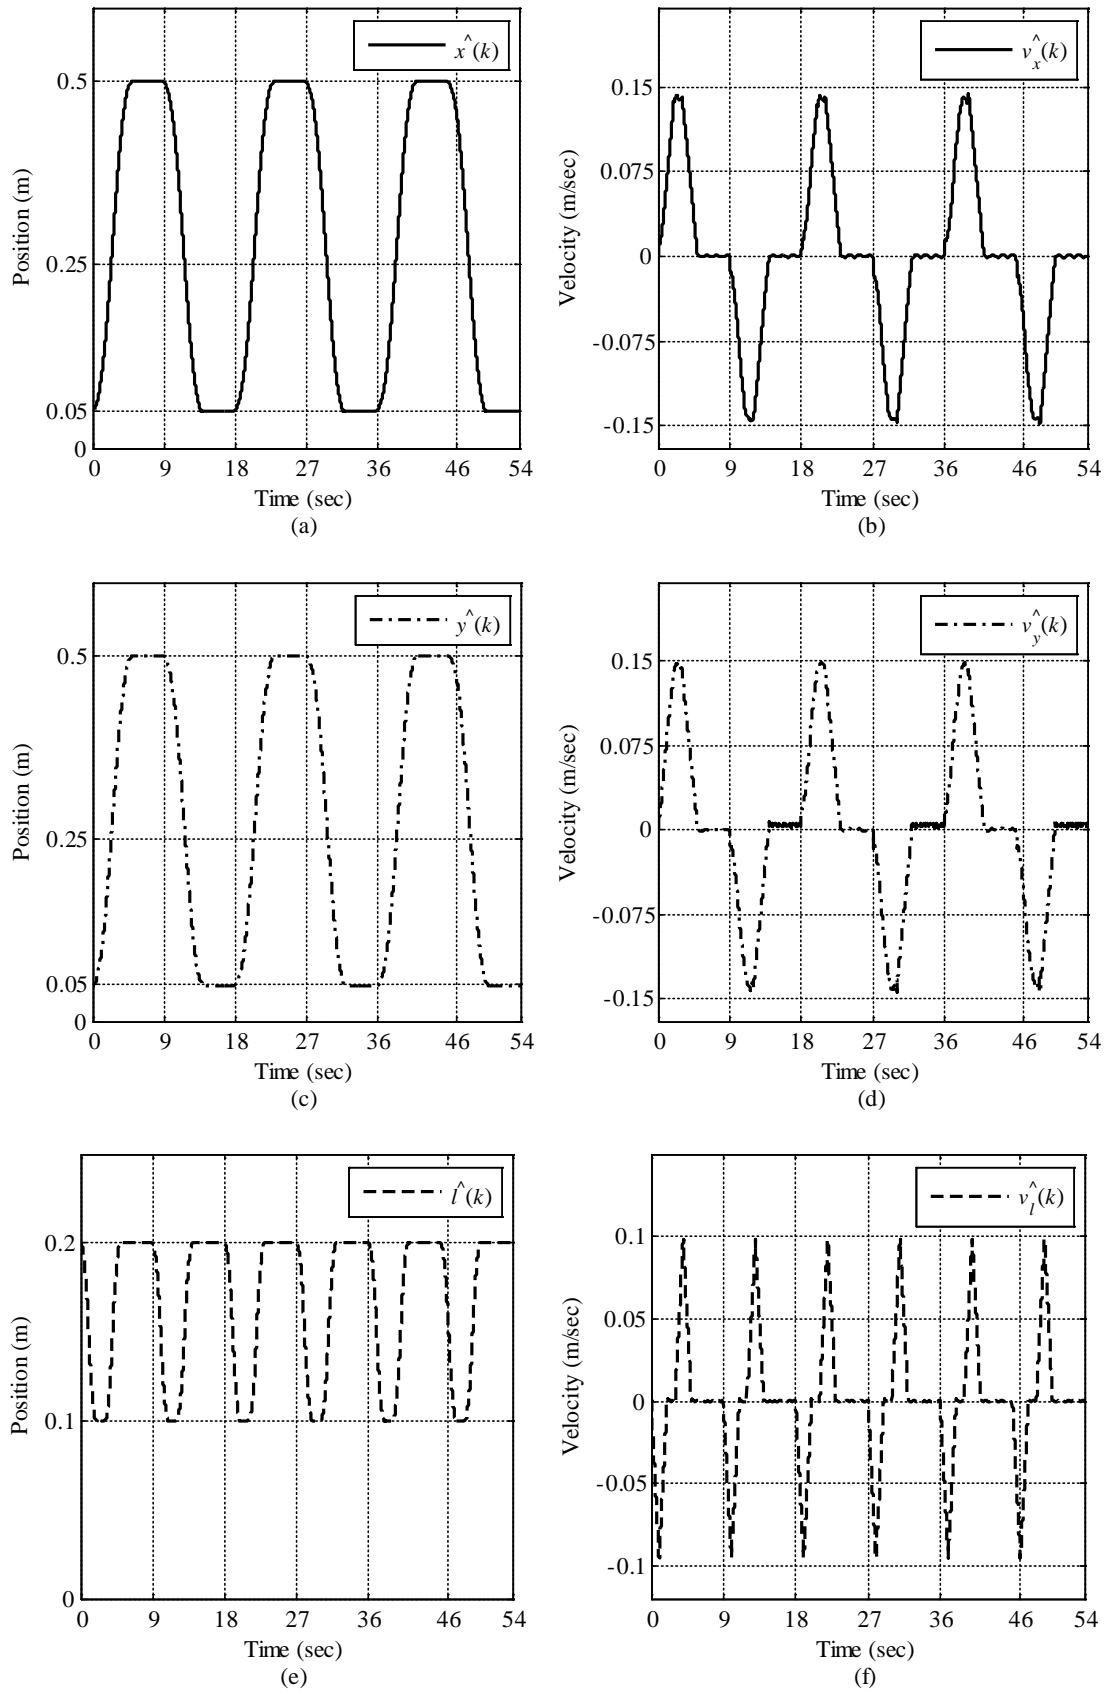 x^(k)
Position (m)
0.5
0.25
0.05
0
0 9 18 27 36 46 54
Time (sec)
(a)
v_x^(k)
Velocity (m/sec)
0.15
0.075
0
-0.075
-0.15
0 9 18 27 36 46 54
Time (sec)
(b)
y^(k)
Position (m)
0.5
0.25
0.05
0
0 9 18 27 36 46 54
Time (sec)
(c)
v_y^(k)
Velocity (m/sec)
0.15
0.075
0
-0.075
-0.15
0 9 18 27 36 46 54
Time (sec)
(d)
l^(k)
Position (m)
0.2
0.1
0
0 9 18 27 36 46 54
Time (sec)
(e)
v_l^(k)
Velocity (m/sec)
0.1
0.05
0
-0.05
-0.1
0 9 18 27 36 46 54
Time (sec)
(f)